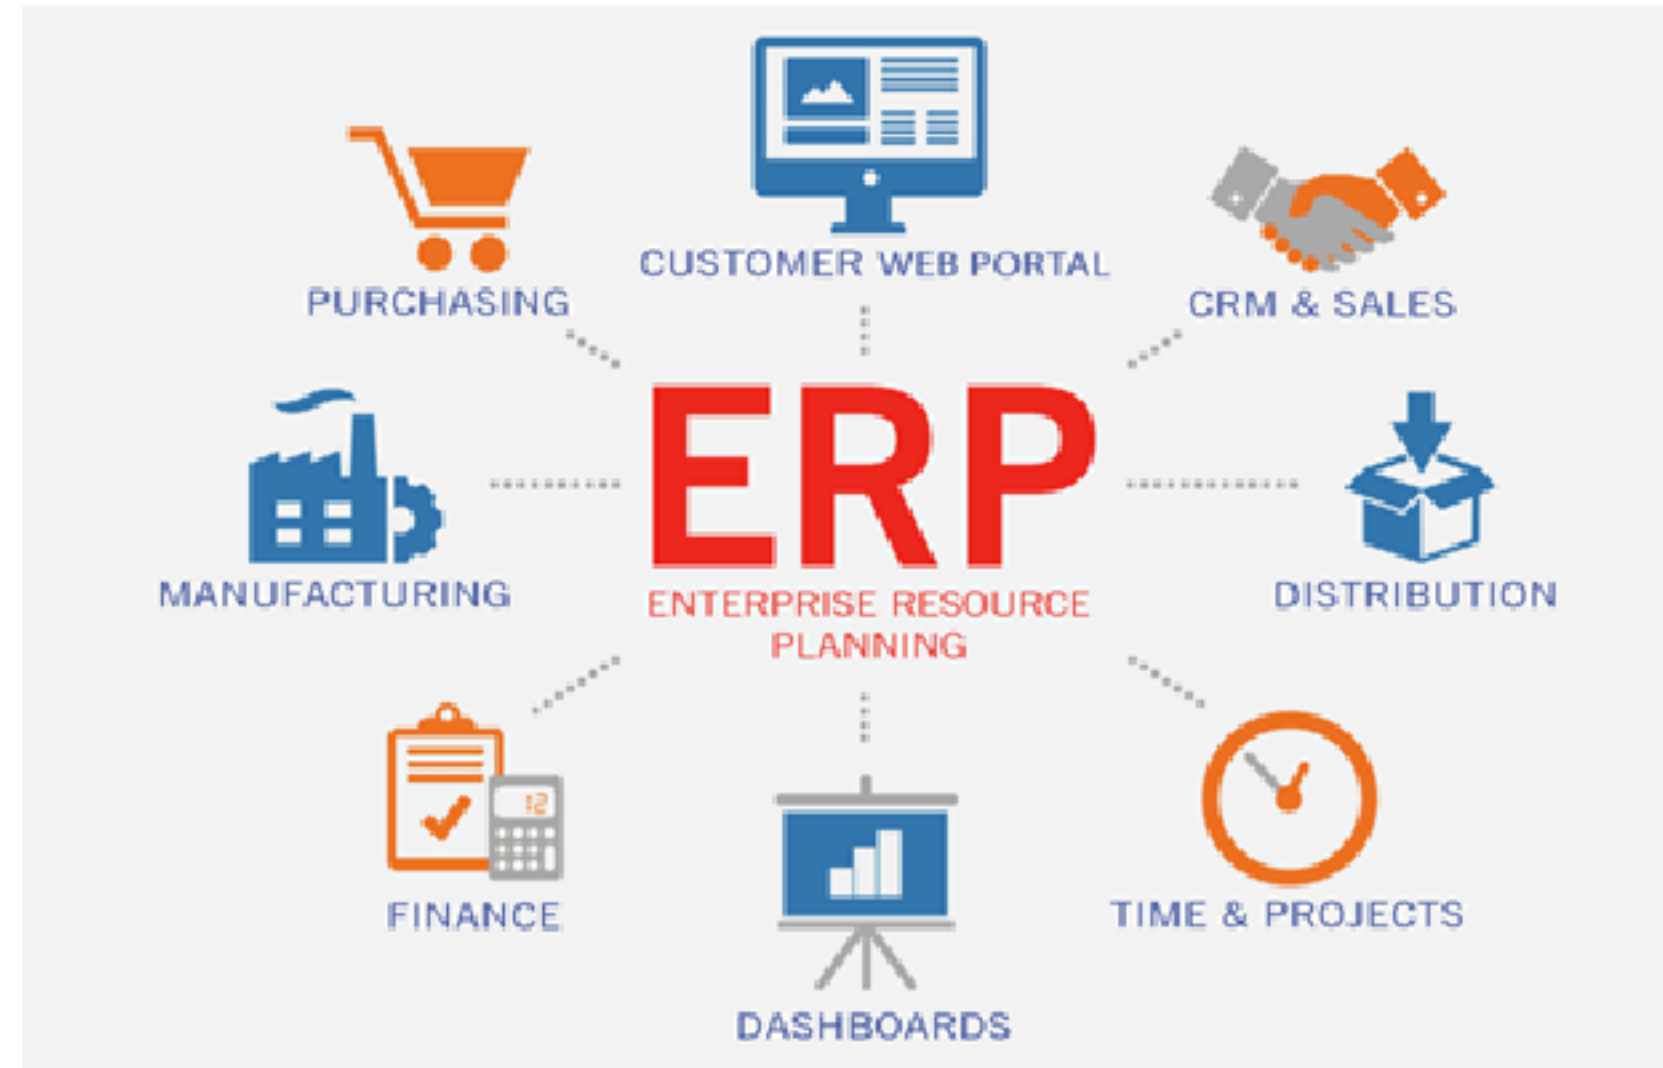 CUSTOMER WEB PORTAL
PURCHASING
CRM & SALES
ERP
ENTERPRISE RESOURCE
PLANNING
MANUFACTURING
DISTRIBUTION
12
FINANCE
TIME & PROJECTS
DASHBOARDS